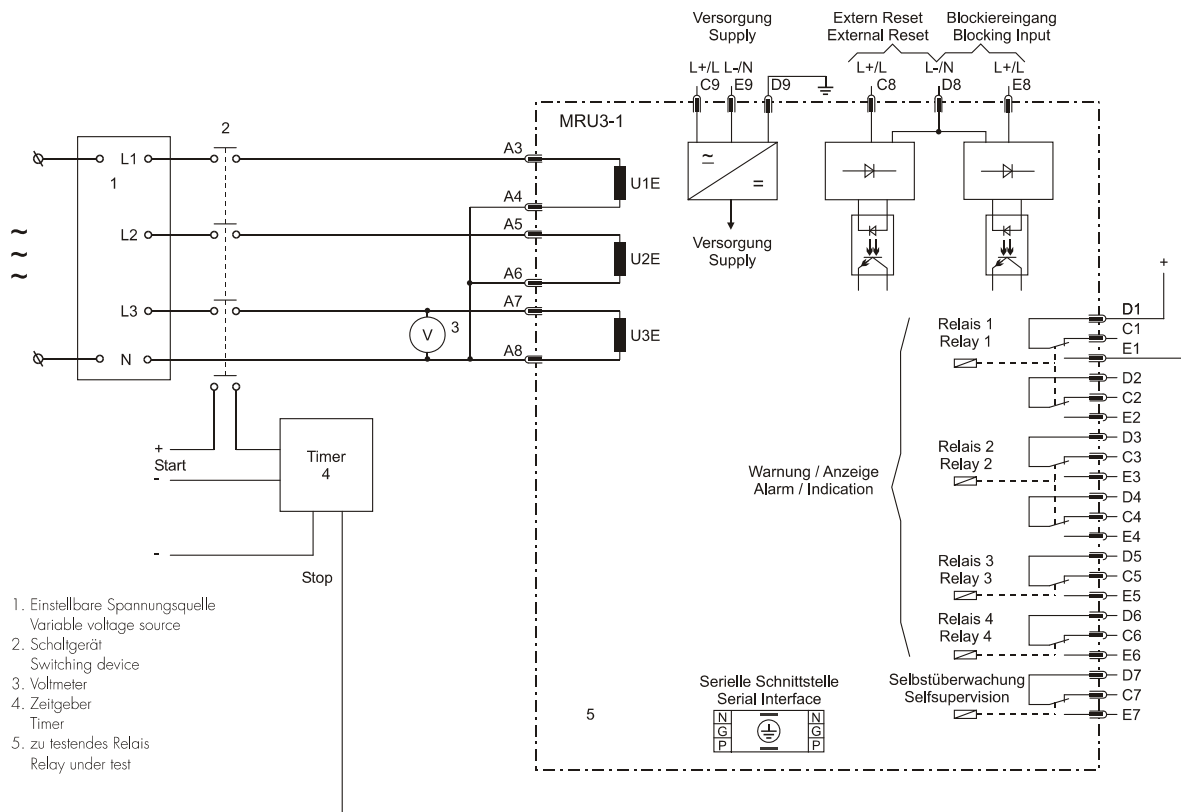 Versorgung
Supply
Extern Reset
External Reset
Blockiereingang
Blocking Input
L+/L
C9
L-/N
E9
D9
L+/L
C8
L-/N
D8
L+/L
E8
MRU3-1
2
L1
1
L2
L3
N
~
~
~
A3
A4
A5
A6
A7
A8
U1E
U2E
U3E
V
3
~
=
Versorgung
Supply
+
Start
-
-
Timer
4
Stop
Warnung / Anzeige
Alarm / Indication
Relais 1
Relay 1
Relais 2
Relay 2
Relais 3
Relay 3
Relais 4
Relay 4
Selbstüberwachung
Selfsupervision
+
D1
C1
E1
D2
C2
E2
D3
C3
E3
D4
C4
E4
D5
C5
E5
D6
C6
E6
D7
C7
E7
Serielle Schnittstelle
Serial Interface
N
G
P
N
G
P
5
1. Einstellbare Spannungsquelle
Variable voltage source
2. Schaltgerät
Switching device
3. Voltmeter
4. Zeitgeber
Timer
5. zu testendes Relais
Relay under test